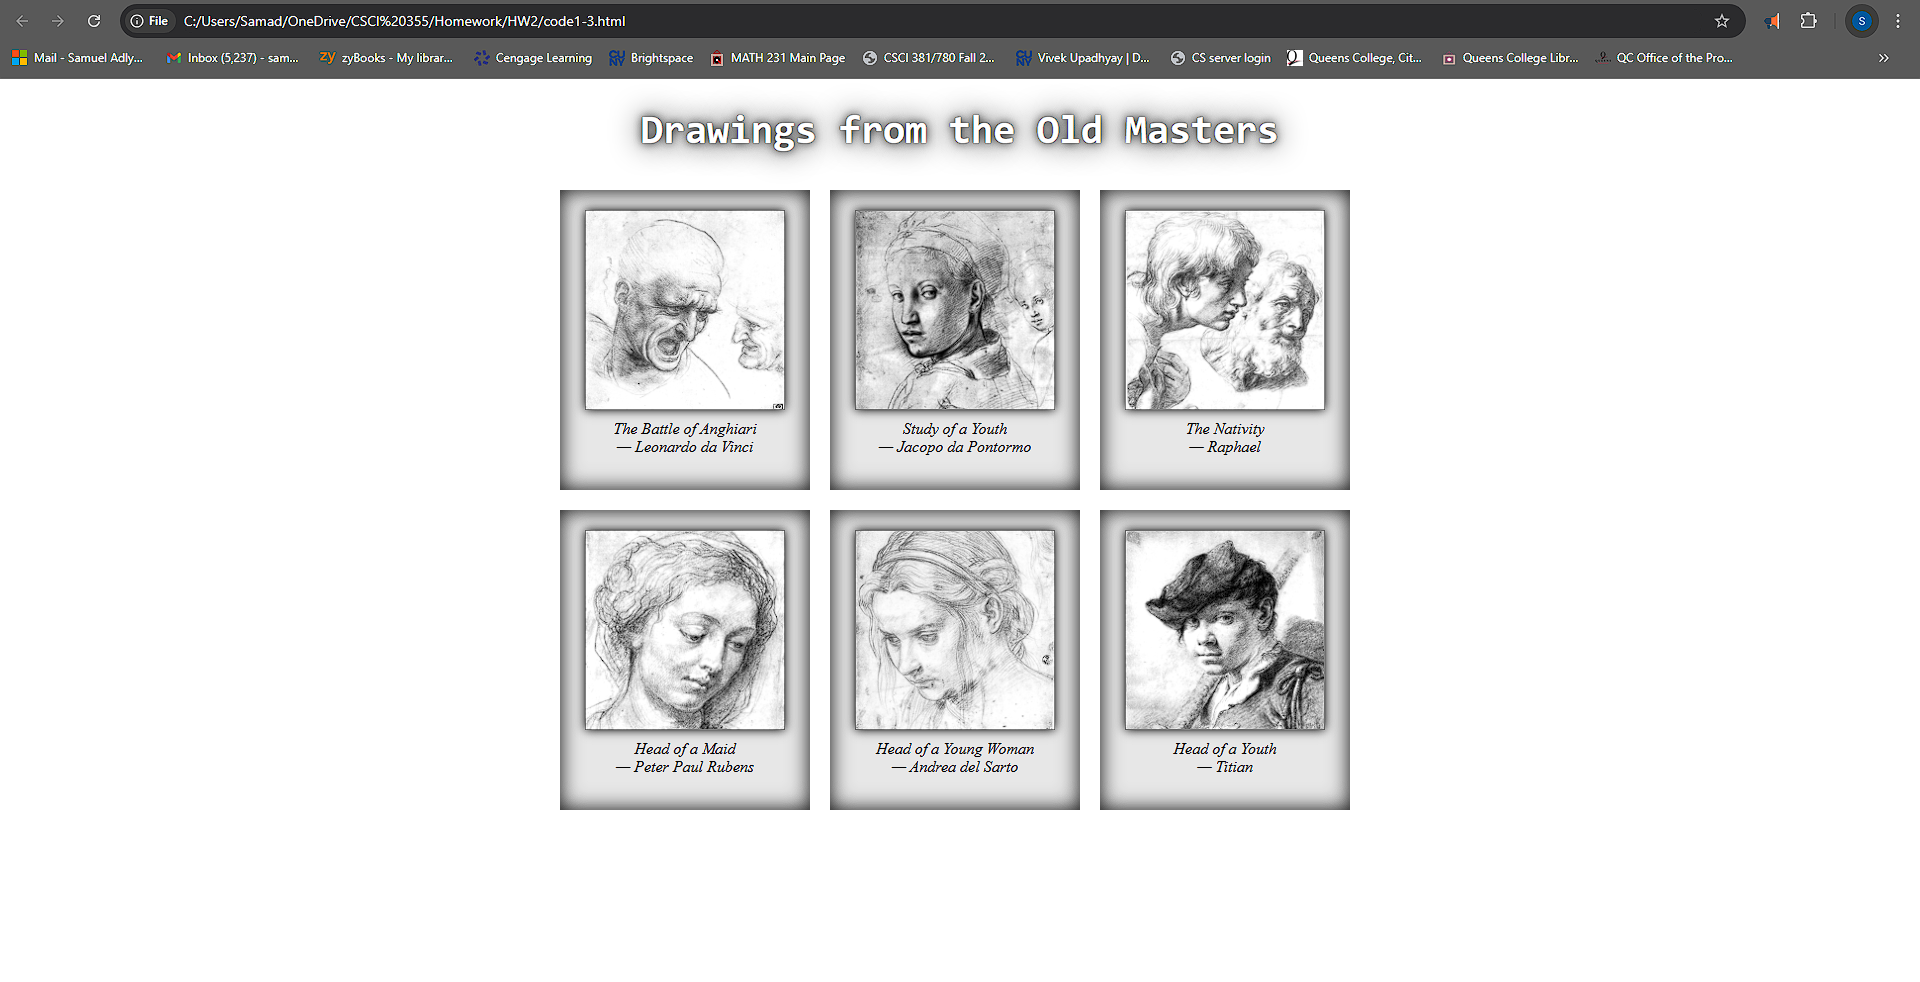 File C:/Users/Samad/OneDrive/CSCI%20355/Homework/HW2/code1-3.html S
Mail - Samuel Adly... Inbox (5,237) - sam... zyBooks - My librar... Cengage Learning Brightspace MATH 231 Main Page CSCI 381/780 Fall 2... Vivek Upadhyay | D... CS server login Queens College, Cit... Queens College Libr... QC Office of the Pro... »
Drawings from the Old Masters
The Battle of Anghiari
— Leonardo da Vinci
Study of a Youth
— Jacopo da Pontormo
The Nativity
— Raphael
Head of a Maid
— Peter Paul Rubens
Head of a Young Woman
— Andrea del Sarto
Head of a Youth
— Titian